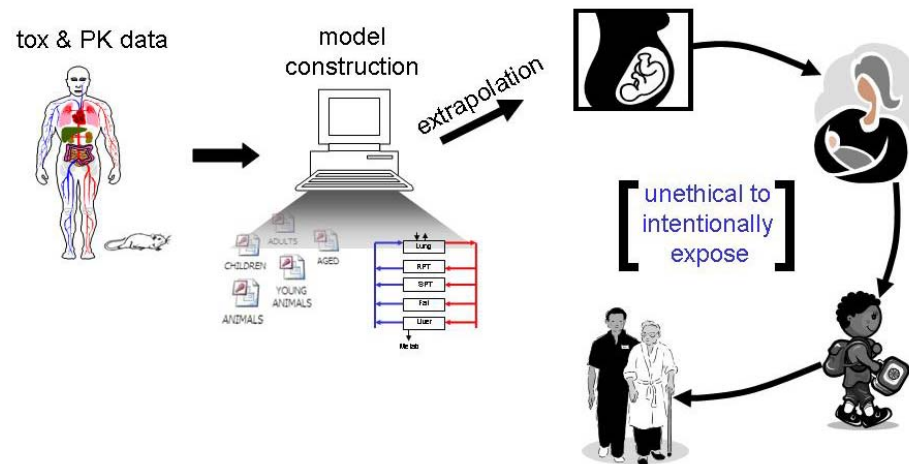 tox & PK data
model
construction
extrapolation
unethical to
intentionally
expose
ADULTS
CHILDREN
AGED
YOUNG
ANIMALS
ANIMALS
Lung
RPT
SPT
Fat
Liver
Metab